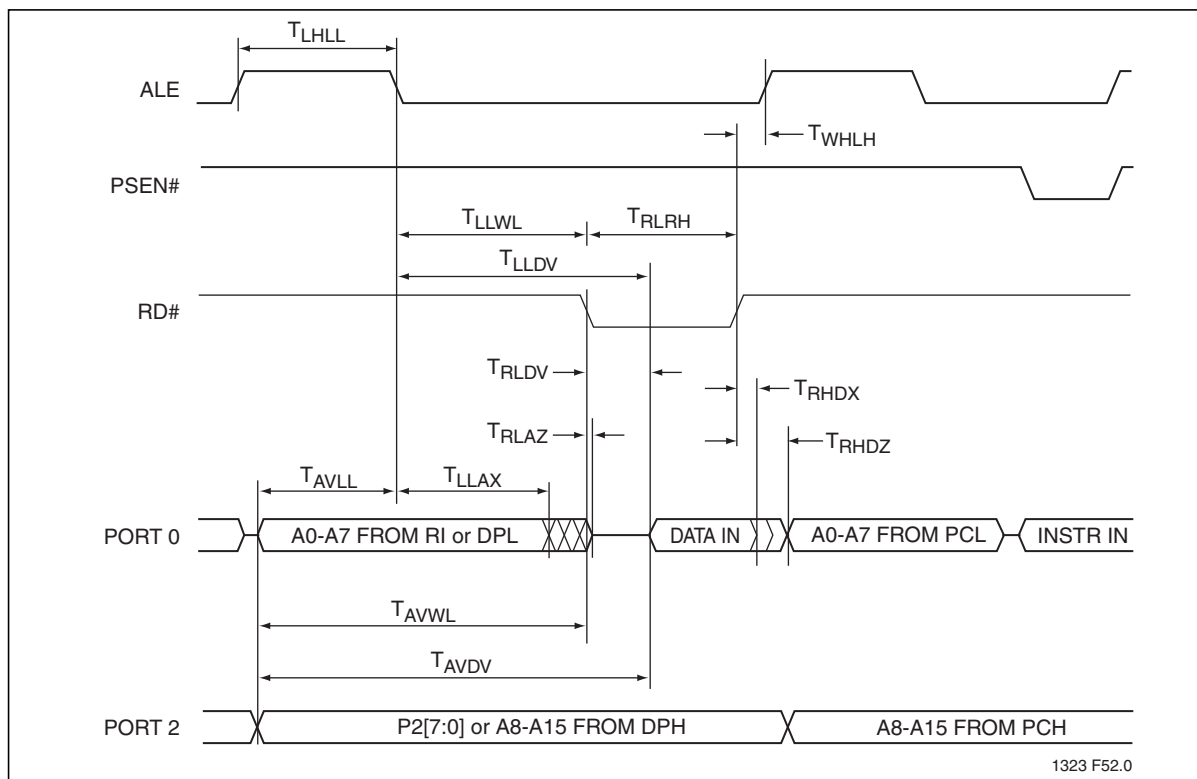 TLHLL
ALE
TWHLH
PSEN#
TLLWL
TRLRH
TLLDV
RD#
TRLDV
TRHDX
TRLAZ
TRHDZ
TAVLL
TLLAX
PORT 0
A0-A7 FROM RI or DPL
DATA IN
A0-A7 FROM PCL
INSTR IN
TAVWL
TAVDV
PORT 2
P2[7:0] or A8-A15 FROM DPH
A8-A15 FROM PCH
1323 F52.0